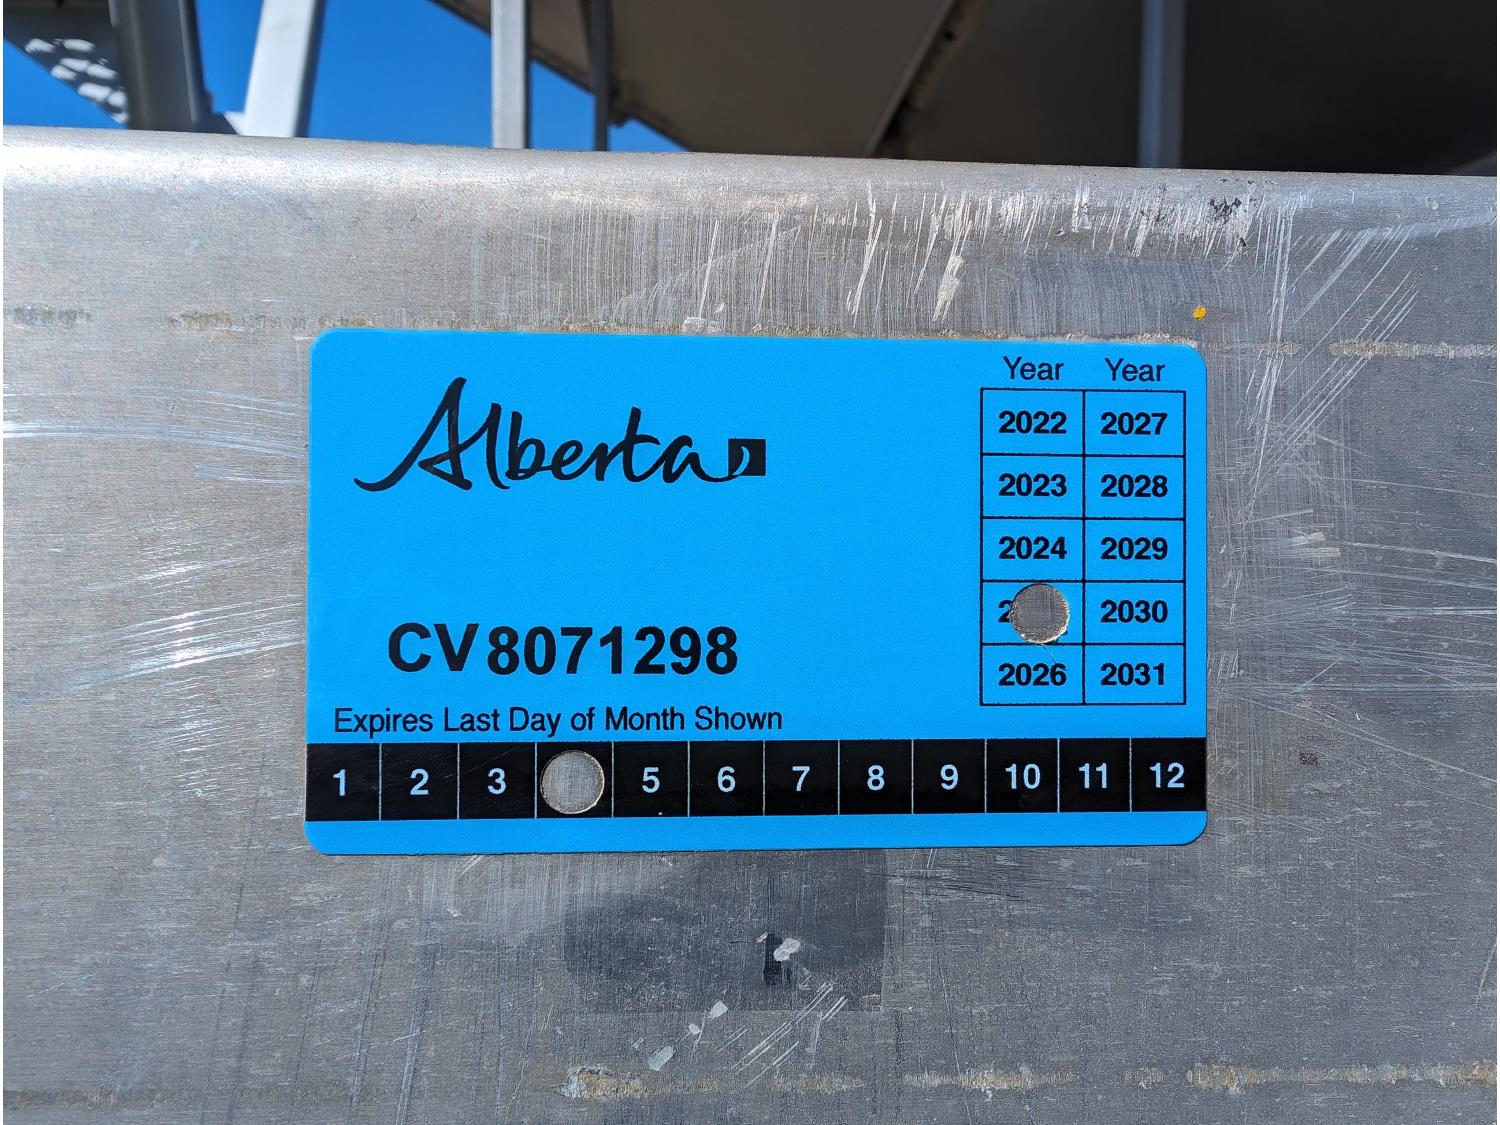 Alberta
Year Year
2022 2027
2023 2028
2024 2029
2030
2026 2031
CV8071298
Expires Last Day of Month Shown
1 2 3 5 6 7 8 9 10 11 12